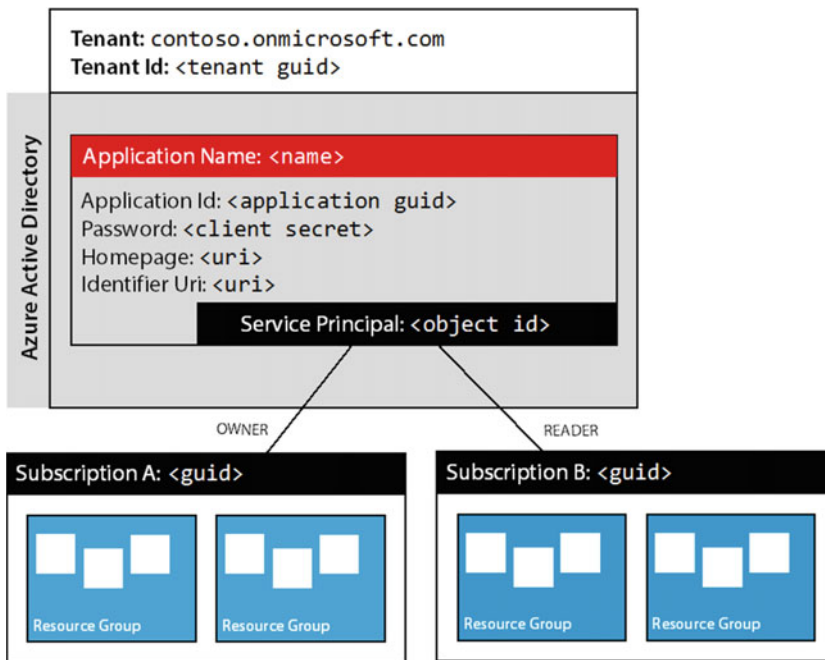 Tenant: contoso.onmicrosoft.com
Tenant Id: <tenant guid>
Azure Active Directory
Application Name: <name>
Application Id: <application guid>
Password: <client secret>
Homepage: <uri>
Identifier Uri: <uri>
Service Principal: <object id>
OWNER
READER
Subscription A: <guid>
Resource Group
Resource Group
Subscription B: <guid>
Resource Group
Resource Group